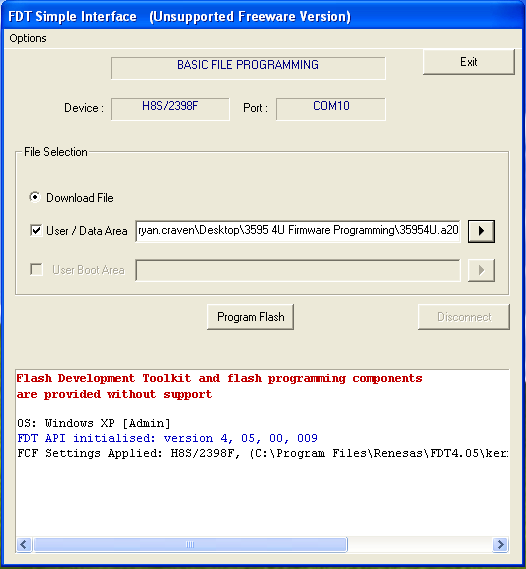 FDT Simple Interface (Unsupported Freeware Version)
Options
BASIC FILE PROGRAMMING
Exit
Device : H8S/2398F Port : COM10
File Selection
Download File
User / Data Area ryan.craven\Desktop\3595 4U Firmware Programming\35954U.a20
User Boot Area
Program Flash Disconnect
Flash Development Toolkit and flash programming components
are provided without support
OS: Windows XP [Admin]
FDT API initialised: version 4, 05, 00, 009
FCF Settings Applied: H8S/2398F, (C:\Program Files\Renesas\FDT4.05\ker